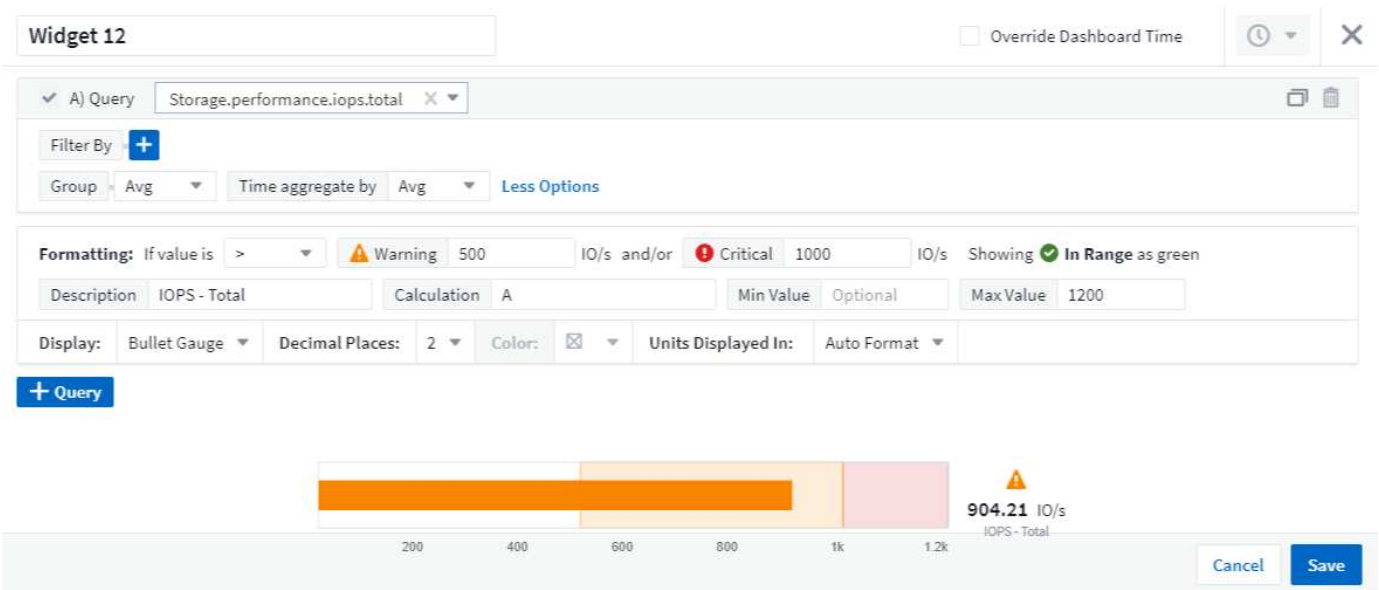 Widget 12 Override Dashboard Time
A) Query Storage.performance.iops.total
Filter By
Group Avg Time aggregate by Avg Less Options
Formatting: If value is > Warning 500 IO/s and/or Critical 1000 IO/s Showing In Range as green
Description IOPS - Total Calculation A Min Value Optional Max Value 1200
Display: Bullet Gauge Decimal Places: 2 Color: Units Displayed In: Auto Format
+ Query
904.21 IO/s
IOPS - Total
200 400 600 800 1k 1.2k
Cancel Save